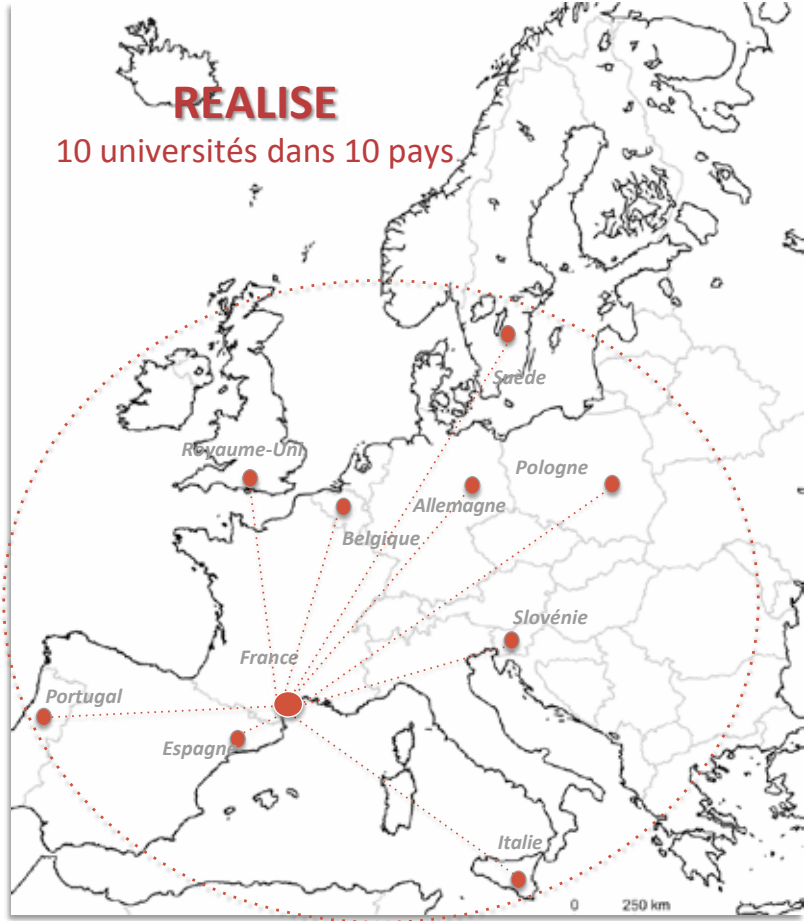 REALISE
10 universités dans 10 pays
Suède
Royaume-Uni
Pologne
Allemagne
Belgique
Slovénie
France
Portugal
Espagne
Italie
0 250 km